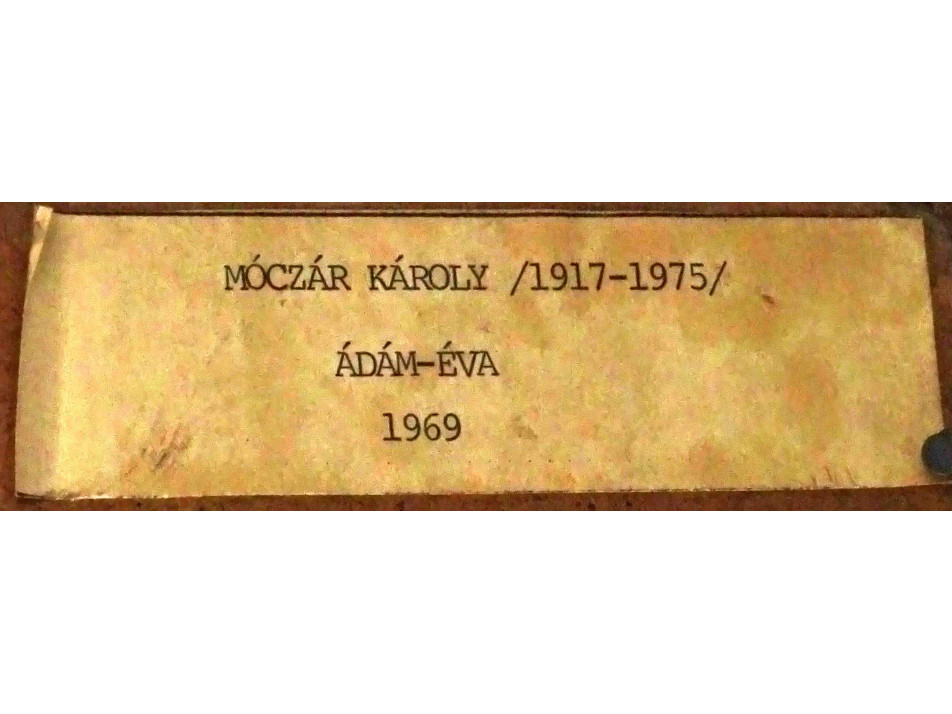 MÓCZÁR KÁROLY /1917-1975/
ÁDÁM-ÉVA
1969